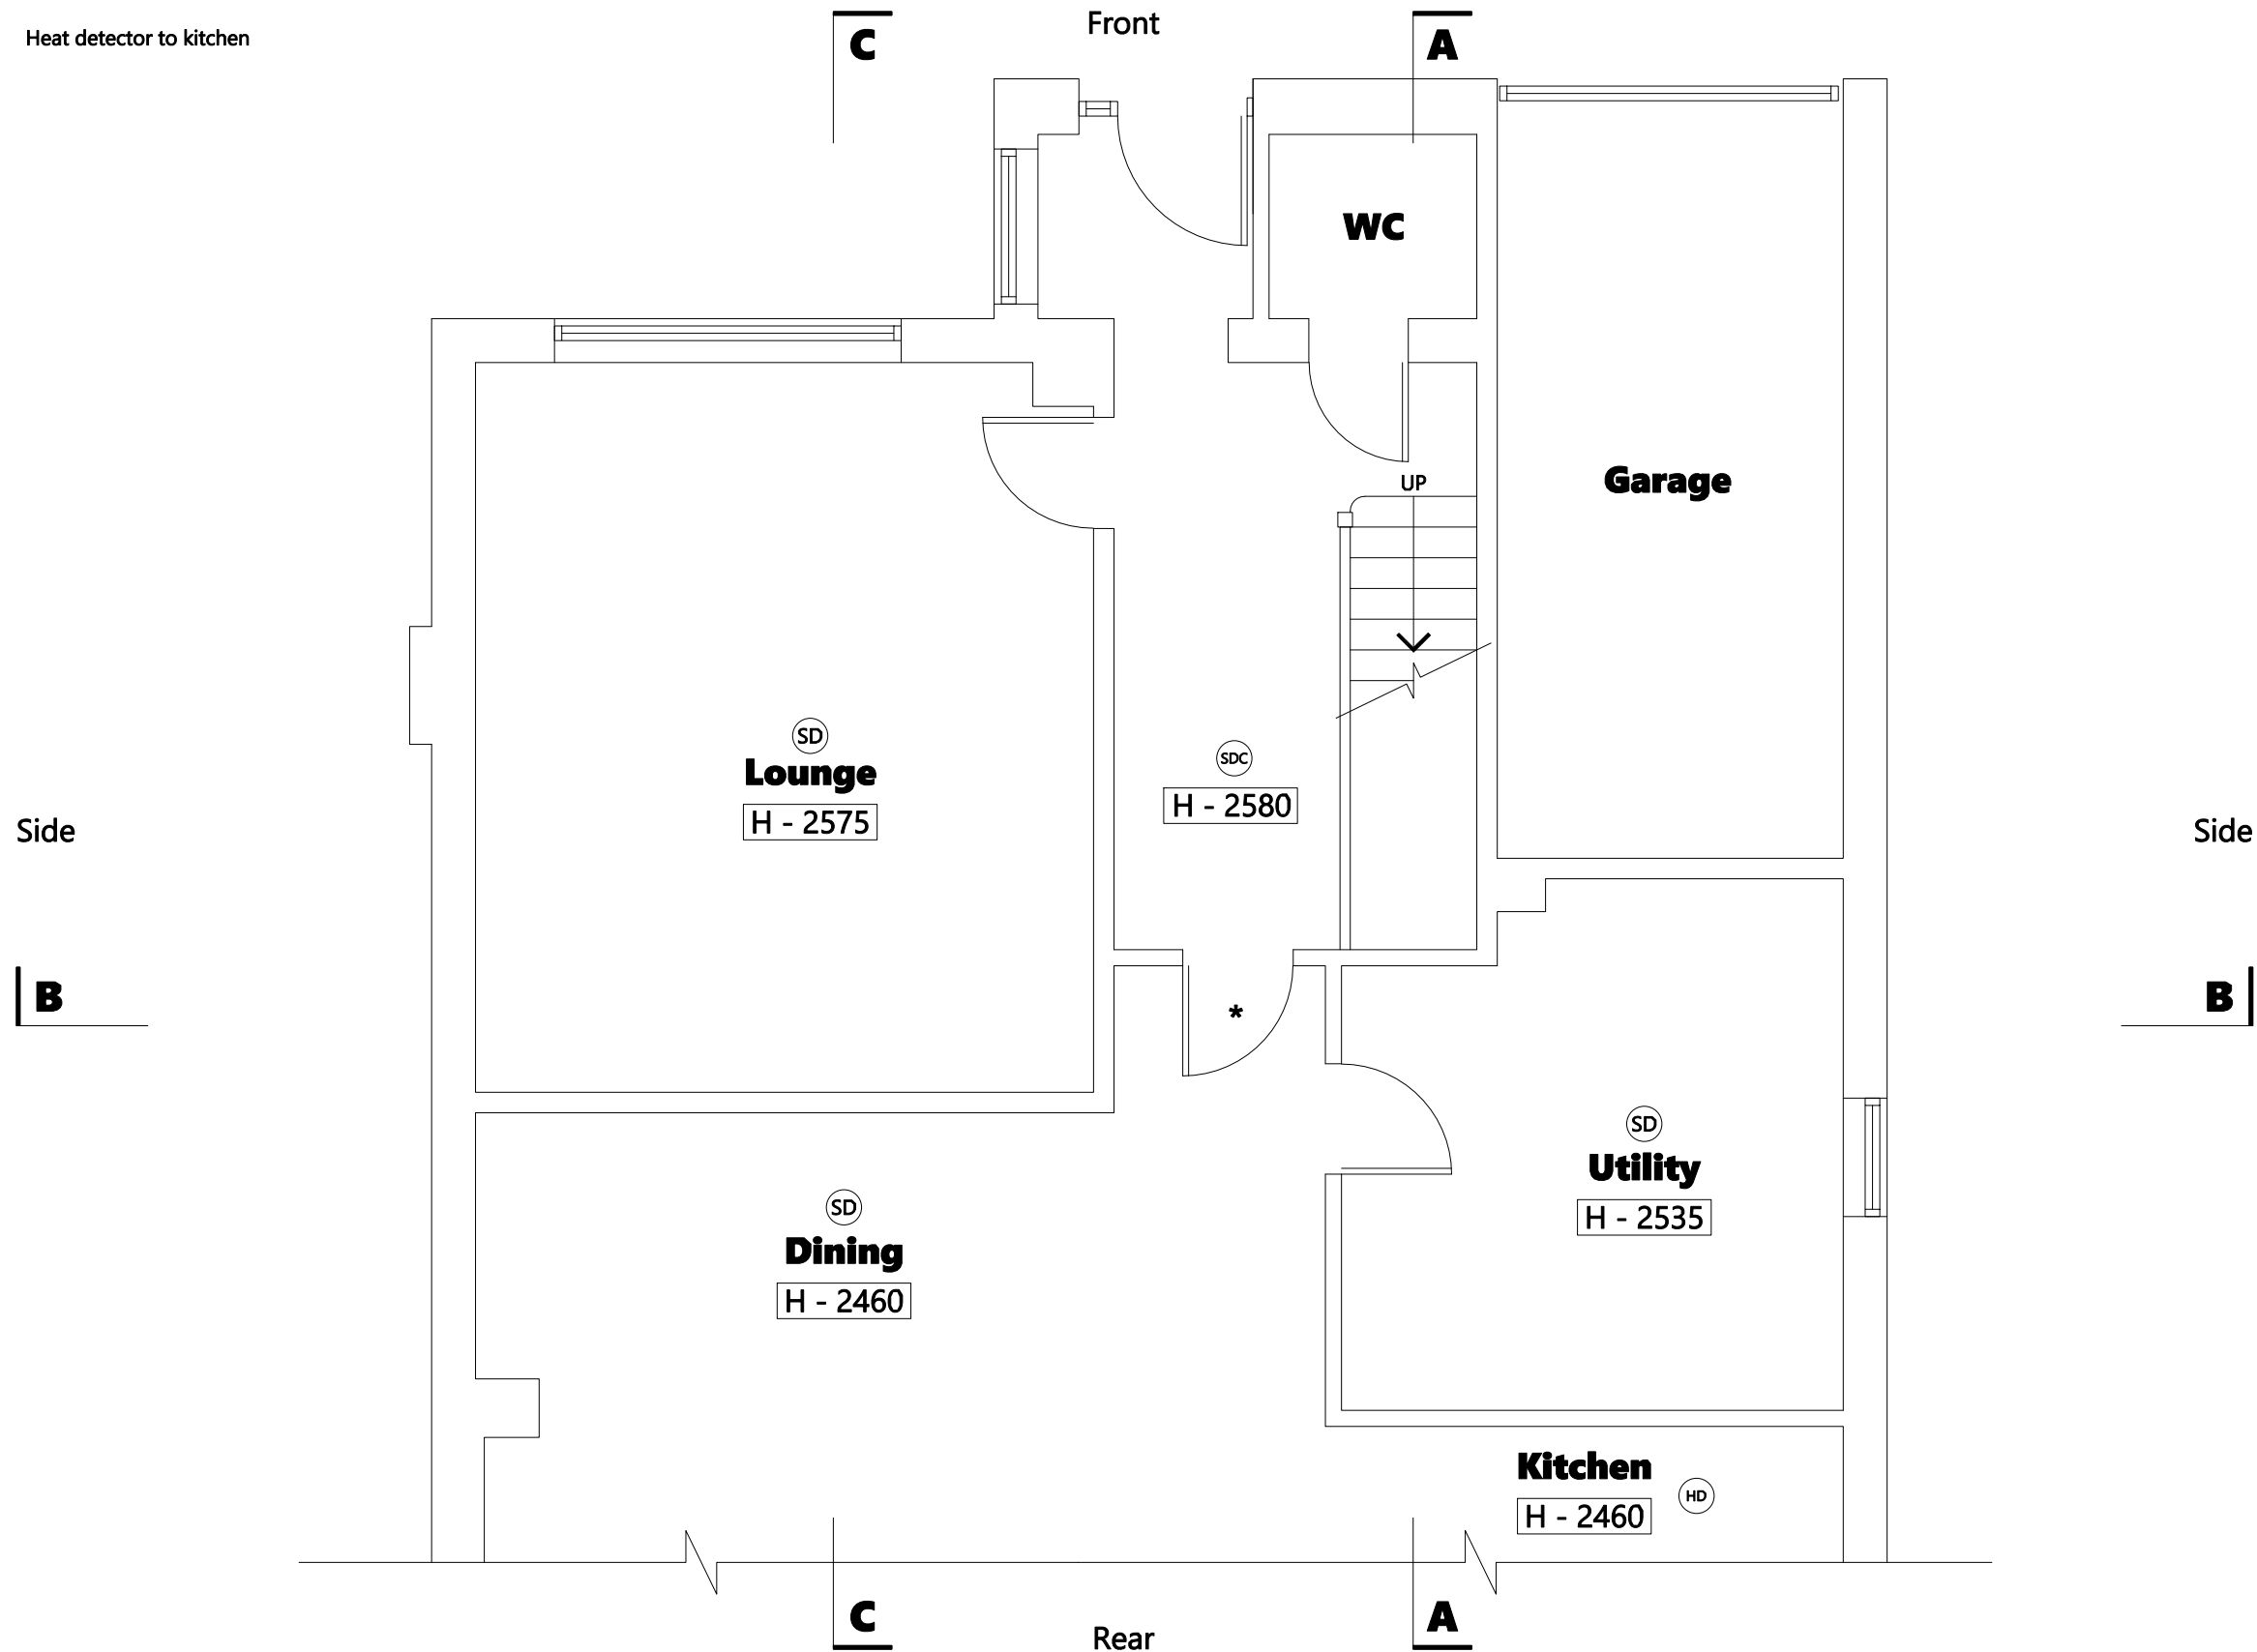 Front
Heat detector to kitchen
C
A
WC
Garage
UP
SD
Lounge
H - 2575
SDC
H - 2580
Side
Side
B
B
*
SD
Utility
H - 2535
SD
Dining
H - 2460
Kitchen
HD
H - 2460
C
A
Rear